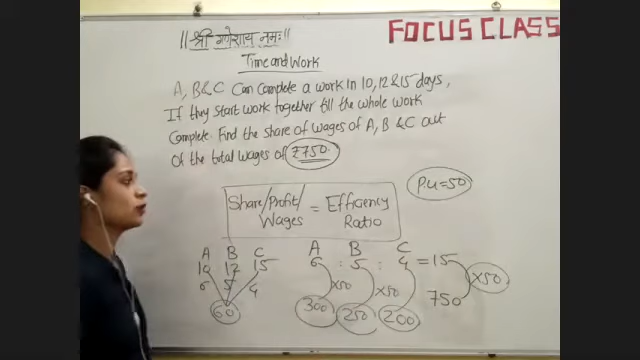 ||श्री गणेशाय नमः||
FOCUS CLASS
Time and Work
A, B&C Can Complete a work in 10,12&15 days,
If they start work together till the whole work
Complete. Find the share of wages of A, B & C out
Of the total wages of ₹750.
P.U=50
Share/Profit/
Wages
= Efficiency
Ratio
A B C
10 12 15
6 5 4
60
A B C
6 : 5 : 4 = 15
×50 ×50 ×50
300 250 200 750